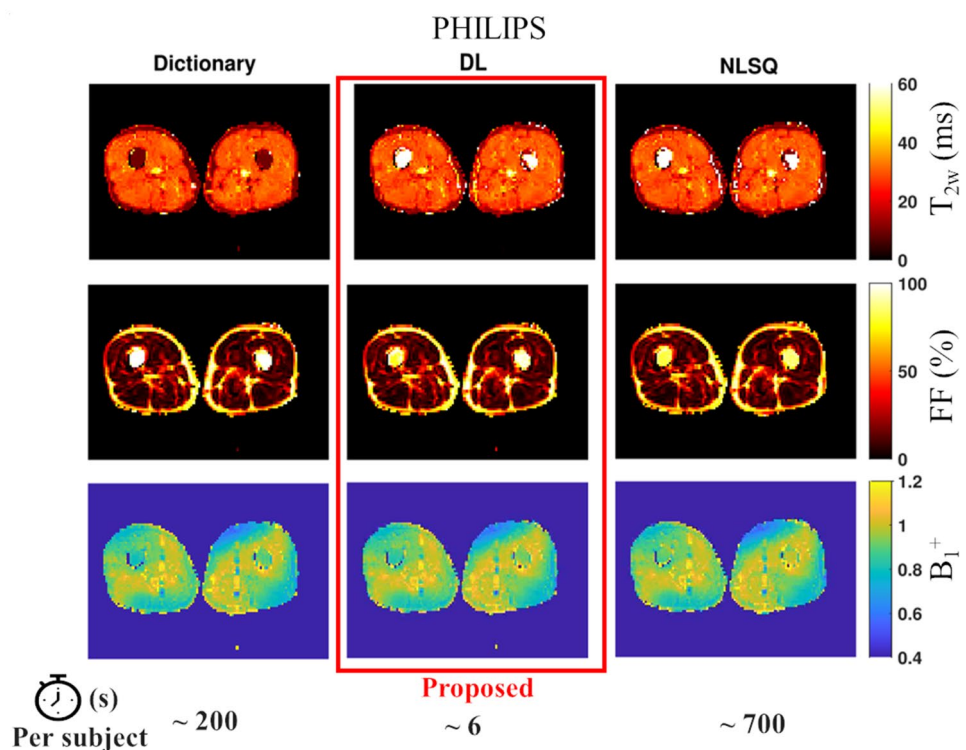 PHILIPS
Dictionary DL NLSQ
60
40
20
0
T2w (ms)
100
50
0
FF (%)
1.2
1
0.8
0.6
0.4
B1+
Proposed
(s)
Per subject ~ 200 ~ 6 ~ 700